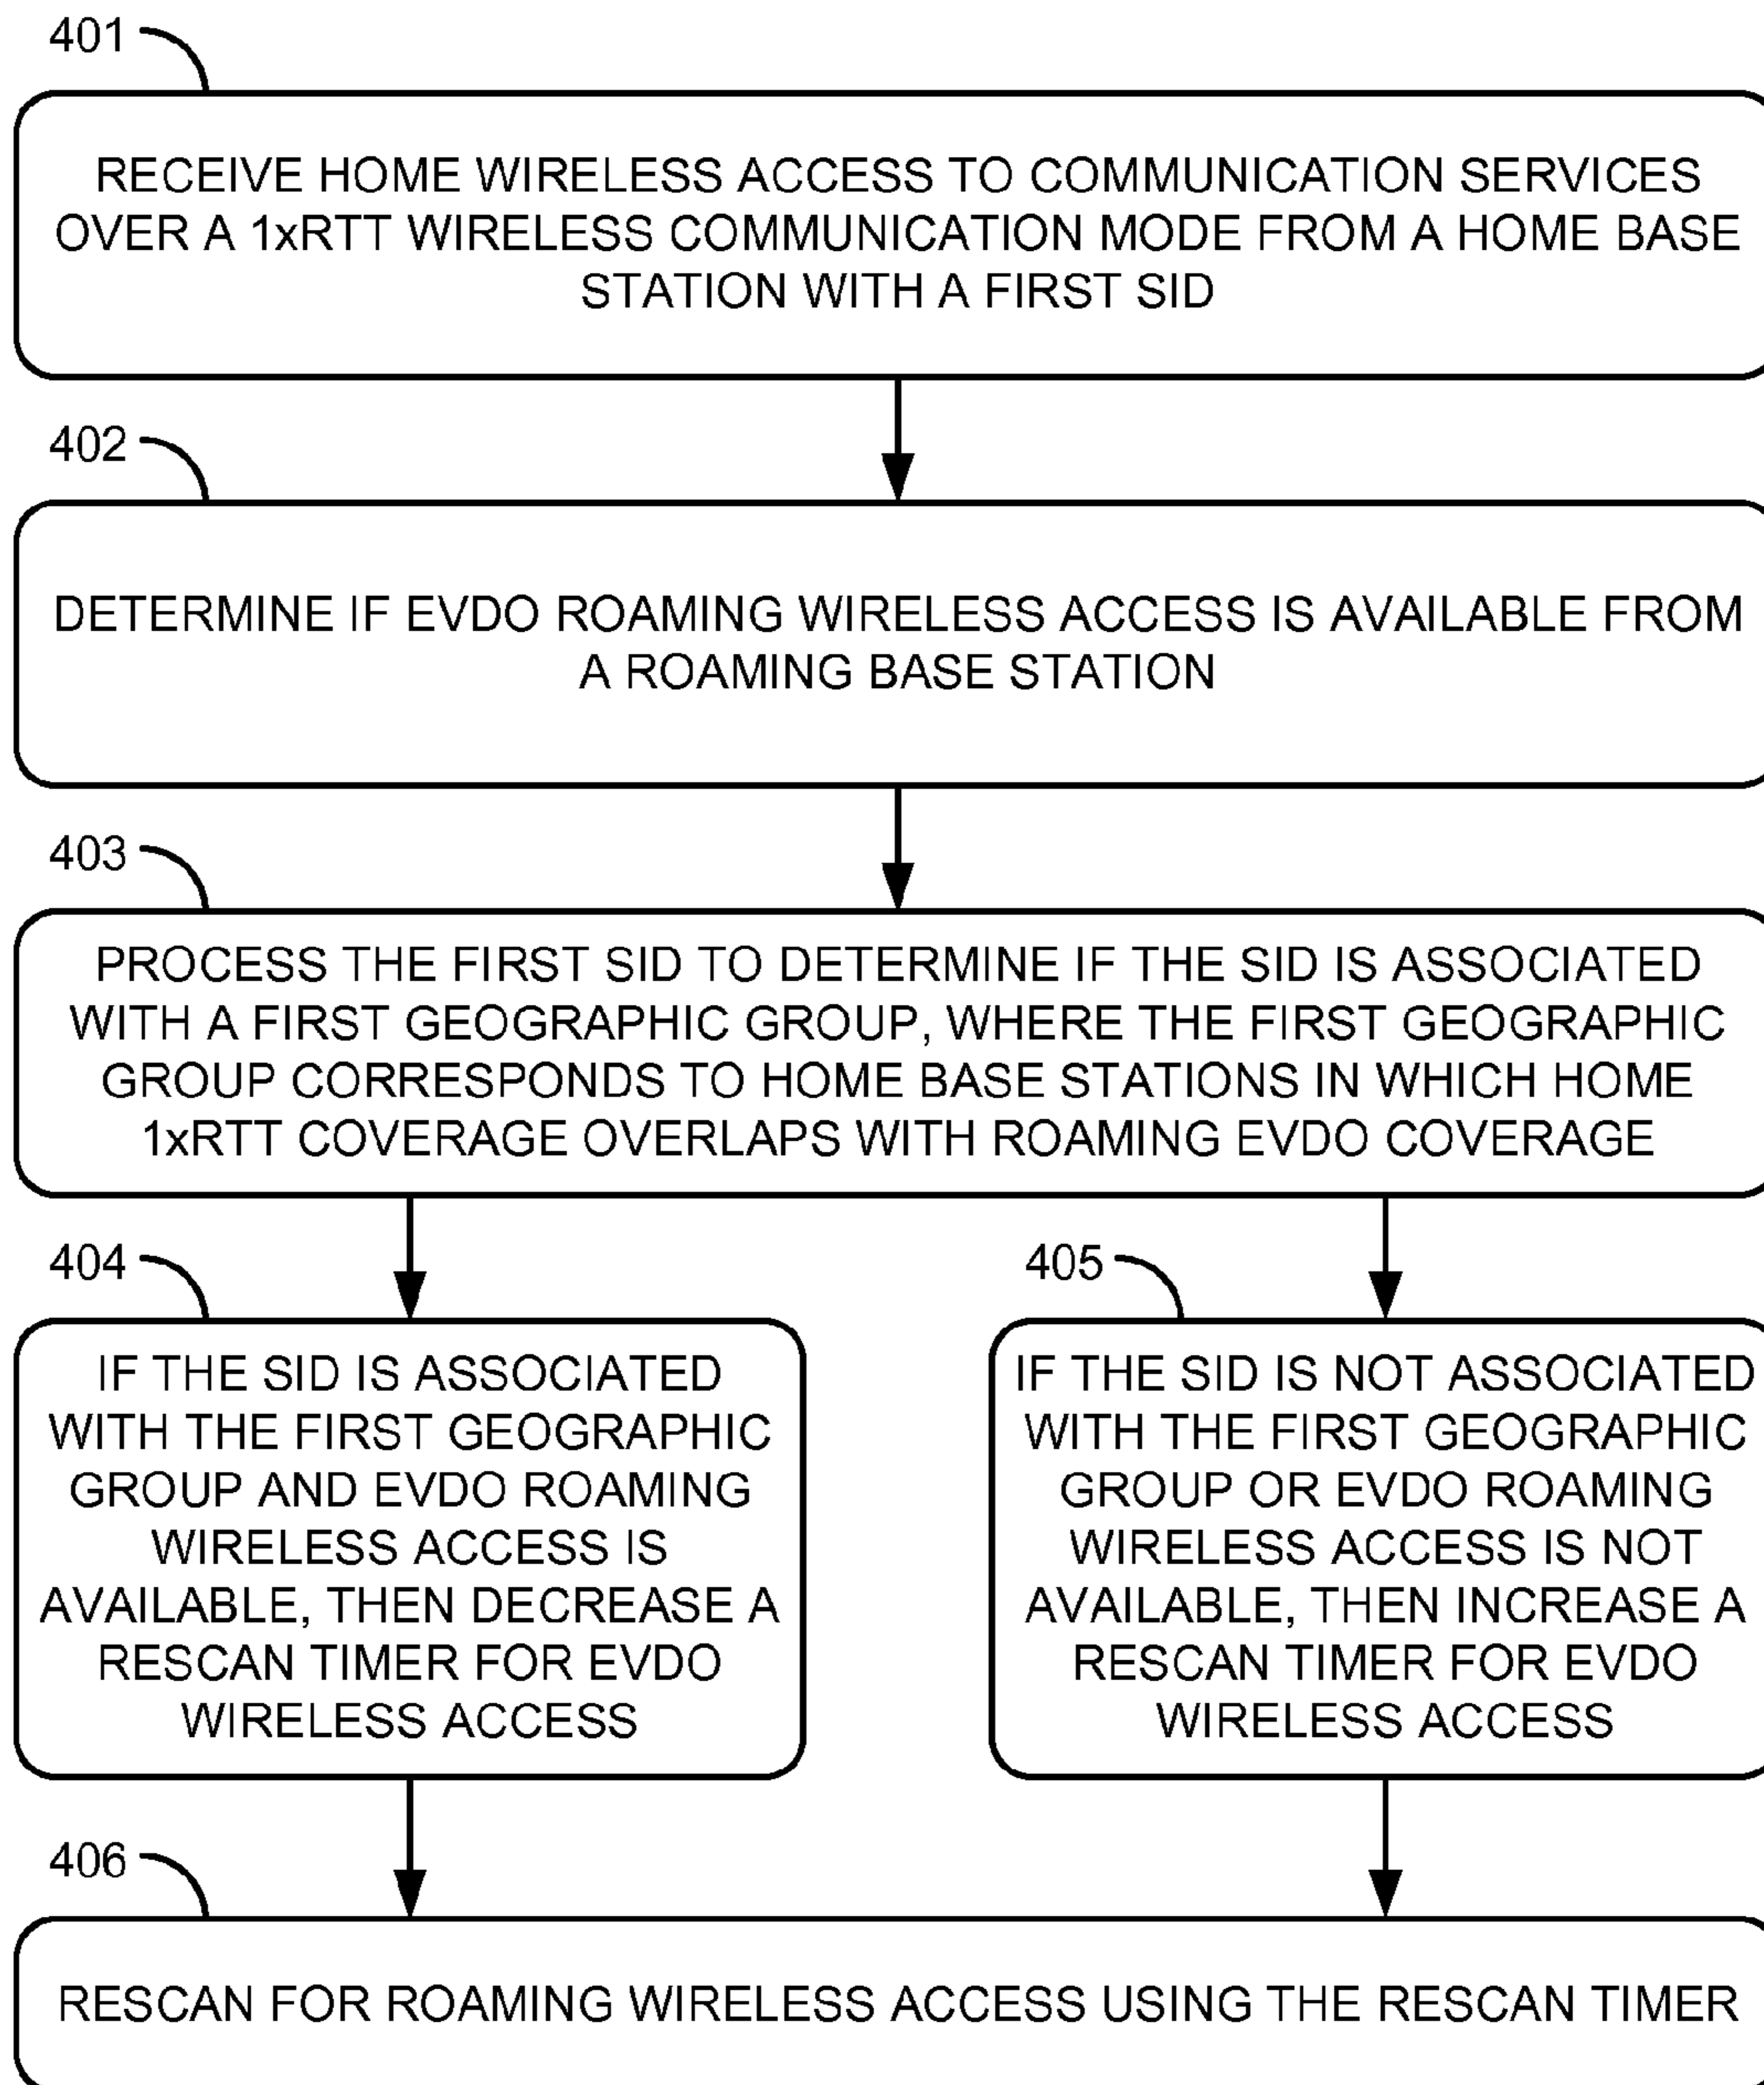 401
RECEIVE HOME WIRELESS ACCESS TO COMMUNICATION SERVICES
OVER A 1xRTT WIRELESS COMMUNICATION MODE FROM A HOME BASE
STATION WITH A FIRST SID
402
DETERMINE IF EVDO ROAMING WIRELESS ACCESS IS AVAILABLE FROM
A ROAMING BASE STATION
403
PROCESS THE FIRST SID TO DETERMINE IF THE SID IS ASSOCIATED
WITH A FIRST GEOGRAPHIC GROUP, WHERE THE FIRST GEOGRAPHIC
GROUP CORRESPONDS TO HOME BASE STATIONS IN WHICH HOME
1xRTT COVERAGE OVERLAPS WITH ROAMING EVDO COVERAGE
404
IF THE SID IS ASSOCIATED
WITH THE FIRST GEOGRAPHIC
GROUP AND EVDO ROAMING
WIRELESS ACCESS IS
AVAILABLE, THEN DECREASE A
RESCAN TIMER FOR EVDO
WIRELESS ACCESS
405
IF THE SID IS NOT ASSOCIATED
WITH THE FIRST GEOGRAPHIC
GROUP OR EVDO ROAMING
WIRELESS ACCESS IS NOT
AVAILABLE, THEN INCREASE A
RESCAN TIMER FOR EVDO
WIRELESS ACCESS
406
RESCAN FOR ROAMING WIRELESS ACCESS USING THE RESCAN TIMER